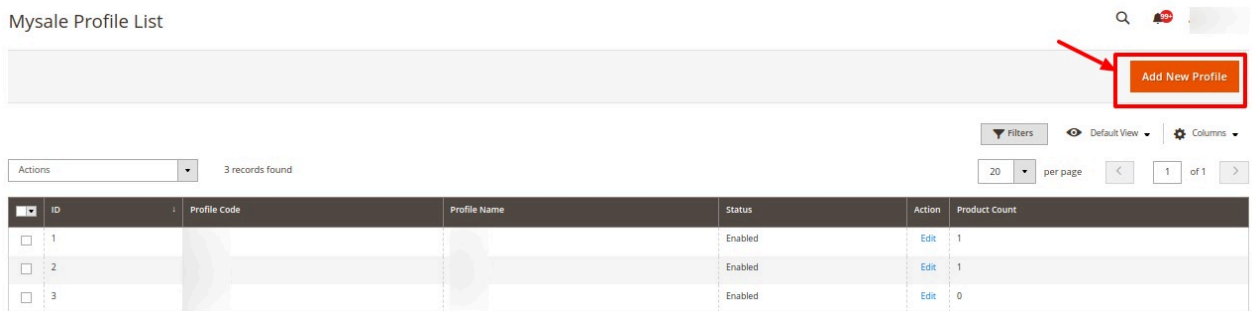 Mysale Profile List
99+
Add New Profile
Filters Default View Columns
Actions 3 records found 20 per page 1 of 1
ID ↓ Profile Code Profile Name Status Action Product Count
1 Enabled Edit 1
2 Enabled Edit 1
3 Enabled Edit 0